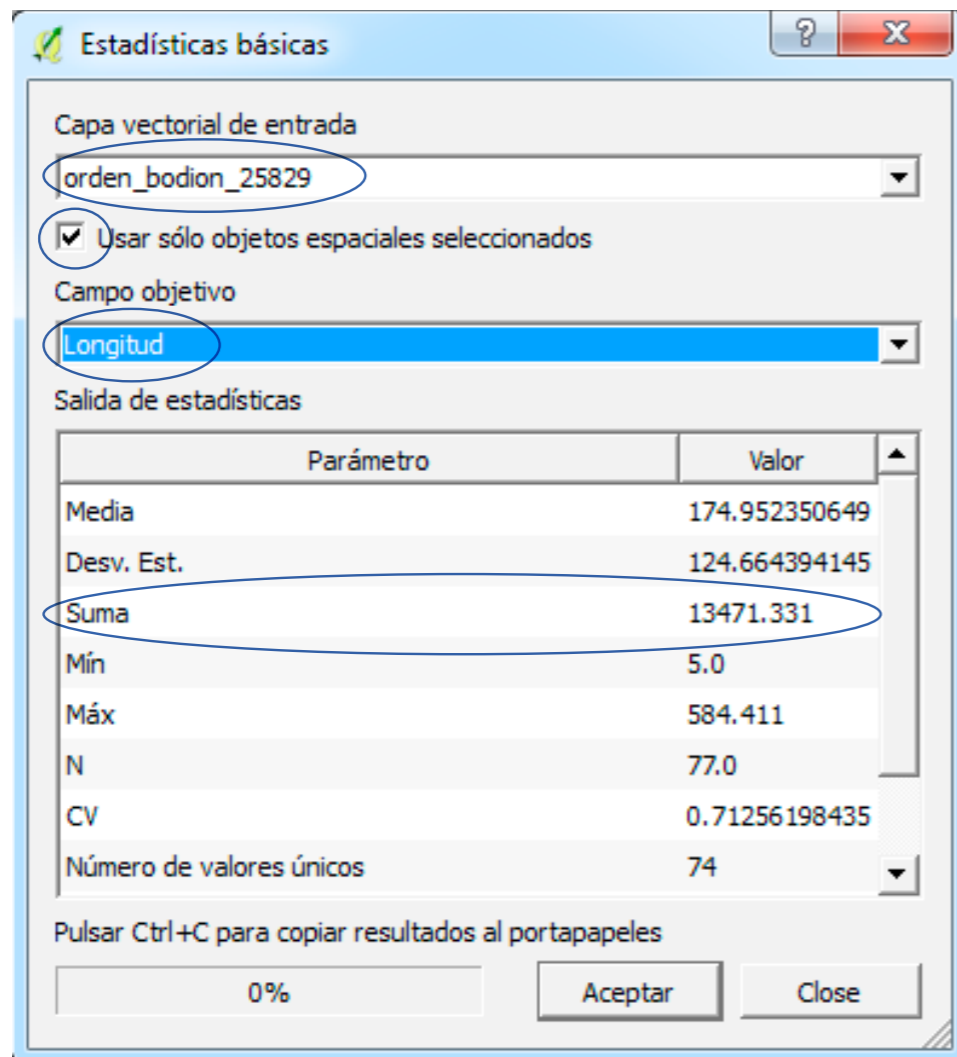 Estadísticas básicas
?
Capa vectorial de entrada
orden_bodion_25829
Usar sólo objetos espaciales seleccionados
Campo objetivo
Longitud
Salida de estadísticas
Parámetro Valor
Media 174.952350649
Desv. Est. 124.664394145
Suma 13471.331
Mín 5.0
Máx 584.411
N 77.0
CV 0.71256198435
Número de valores únicos 74
Pulsar Ctrl+C para copiar resultados al portapapeles
0% Aceptar Close